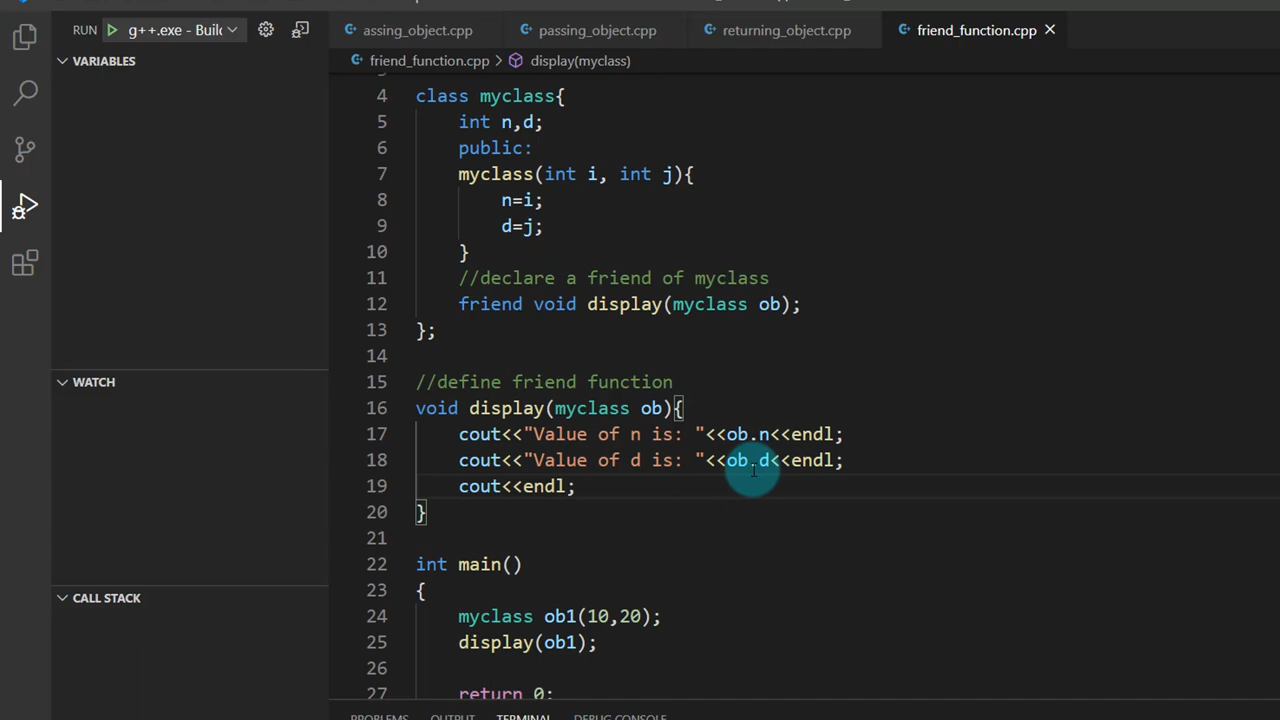 RUN g++.exe - Builc
assing_object.cpp passing_object.cpp returning_object.cpp friend_function.cpp
VARIABLES
friend_function.cpp > display(myclass)
4 class myclass{
5 int n,d;
6 public:
7 myclass(int i, int j){
8 n=i;
9 d=j;
10 }
11 //declare a friend of myclass
12 friend void display(myclass ob);
13 };
14
15 //define friend function
16 void display(myclass ob){
17 cout<<"Value of n is: "<<ob.n<<endl;
18 cout<<"Value of d is: "<<ob.d<<endl;
19 cout<<endl;
20 }
21
22 int main()
23 {
24 myclass ob1(10,20);
25 display(ob1);
26
27 return 0;
WATCH
CALL STACK
PROBLEMS OUTPUT TERMINAL DEBUG CONSOLE